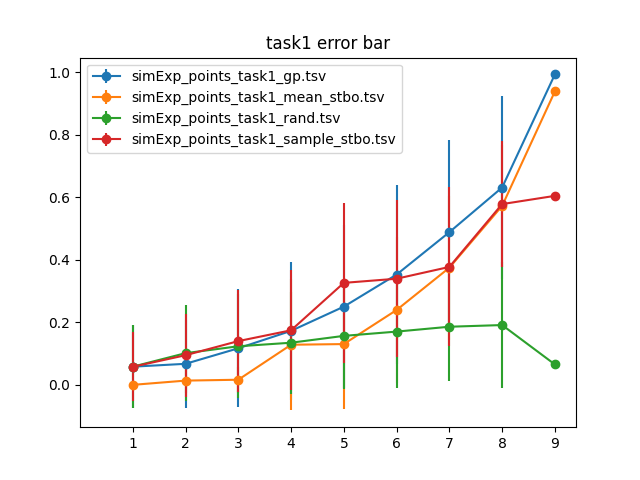 task1 error bar
simExp_points_task1_gp.tsv
simExp_points_task1_mean_stbo.tsv
simExp_points_task1_rand.tsv
simExp_points_task1_sample_stbo.tsv
1.0
0.8
0.6
0.4
0.2
0.0
1 2 3 4 5 6 7 8 9